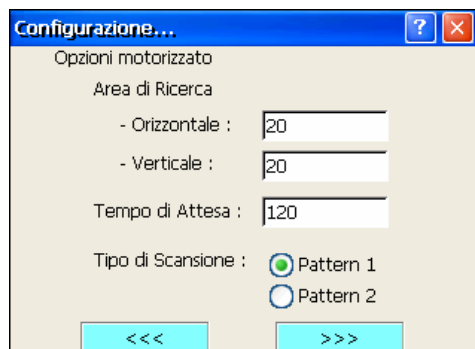 Configurazione...
?
Opzioni motorizzato
Area di Ricerca
- Orizzontale : 20
- Verticale : 20
Tempo di Attesa : 120
Tipo di Scansione : Pattern 1
Pattern 2
<<< >>>